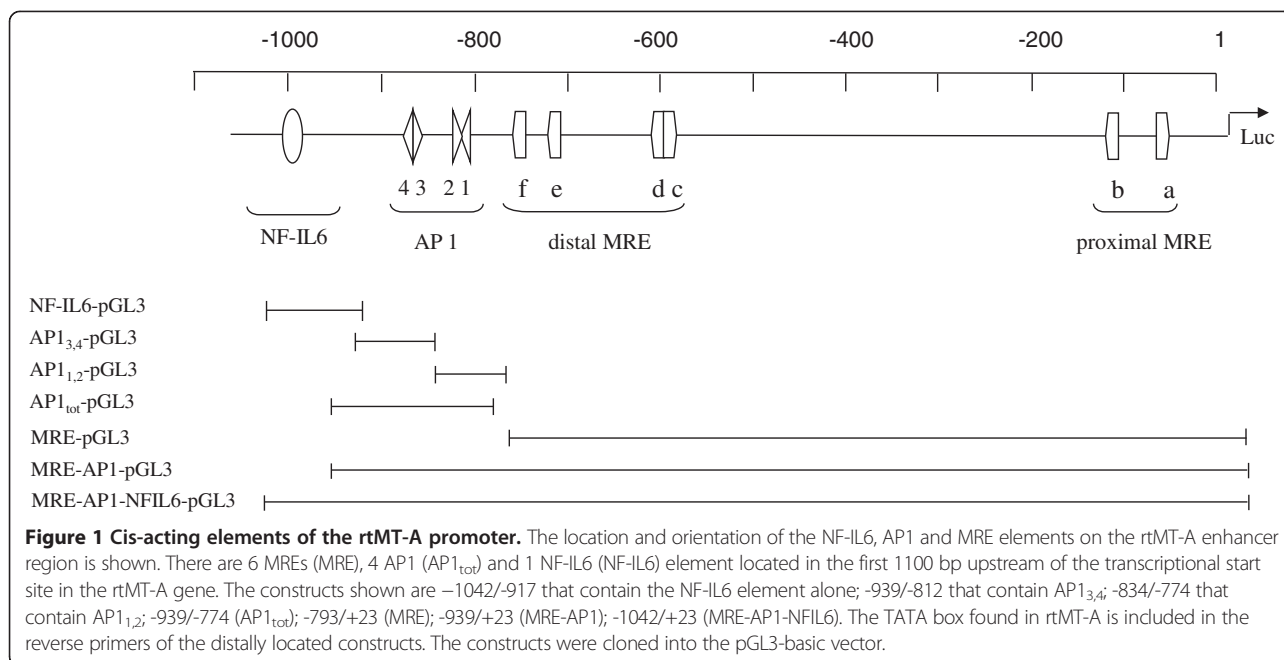 -1000 -800 -600 -400 -200 1
Luc
4 3 2 1 f e d c b a
NF-IL6 AP 1 distal MRE proximal MRE
NF-IL6-pGL3
AP1₃,₄-pGL3
AP1₁,₂-pGL3
AP1tot-pGL3
MRE-pGL3
MRE-AP1-pGL3
MRE-AP1-NFIL6-pGL3
Figure 1 Cis-acting elements of the rtMT-A promoter. The location and orientation of the NF-IL6, AP1 and MRE elements on the rtMT-A enhancer
region is shown. There are 6 MREs (MRE), 4 AP1 (AP1tot) and 1 NF-IL6 (NF-IL6) element located in the first 1100 bp upstream of the transcriptional start
site in the rtMT-A gene. The constructs shown are −1042/-917 that contain the NF-IL6 element alone; -939/-812 that contain AP1₃,₄; -834/-774 that
contain AP1₁,₂; -939/-774 (AP1tot); -793/+23 (MRE); -939/+23 (MRE-AP1); -1042/+23 (MRE-AP1-NFIL6). The TATA box found in rtMT-A is included in the
reverse primers of the distally located constructs. The constructs were cloned into the pGL3-basic vector.